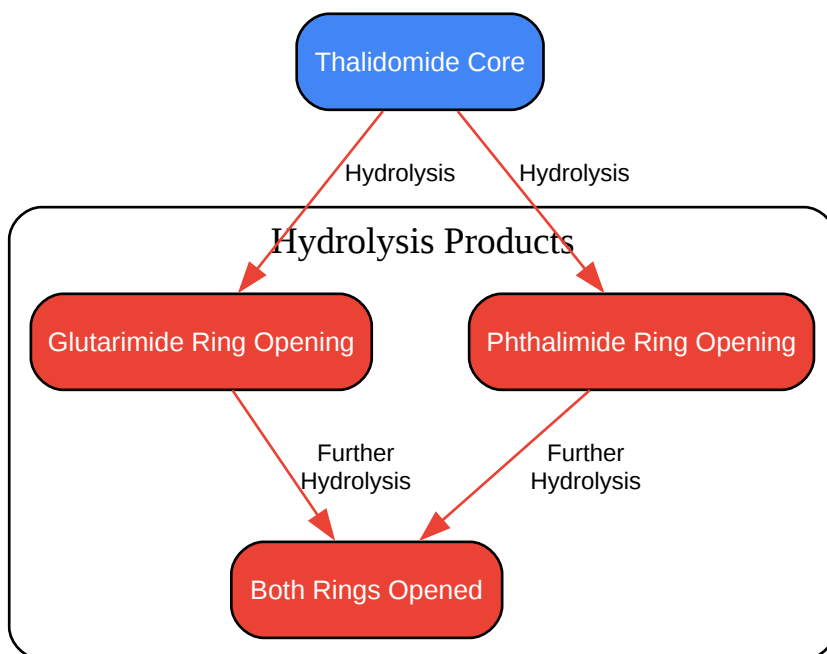 Thalidomide Core
Hydrolysis
Hydrolysis
Hydrolysis Products
Glutarimide Ring Opening
Phthalimide Ring Opening
Further
Hydrolysis
Further
Hydrolysis
Both Rings Opened